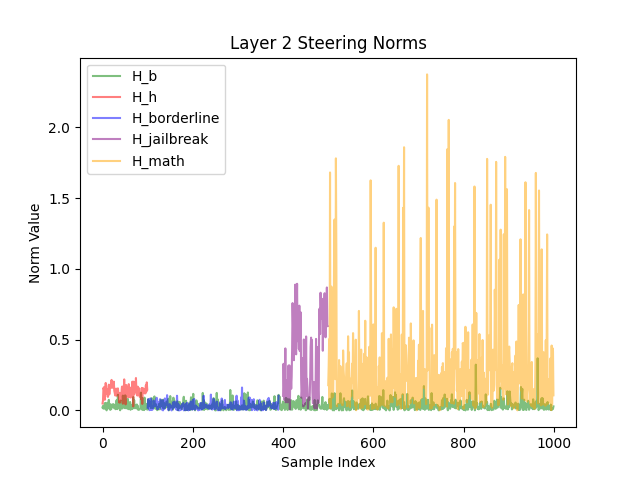 Layer 2 Steering Norms
H_b
H_h
H_borderline
H_jailbreak
H_math
Norm Value
2.0
1.5
1.0
0.5
0.0
0
200
400
600
800
1000
Sample Index